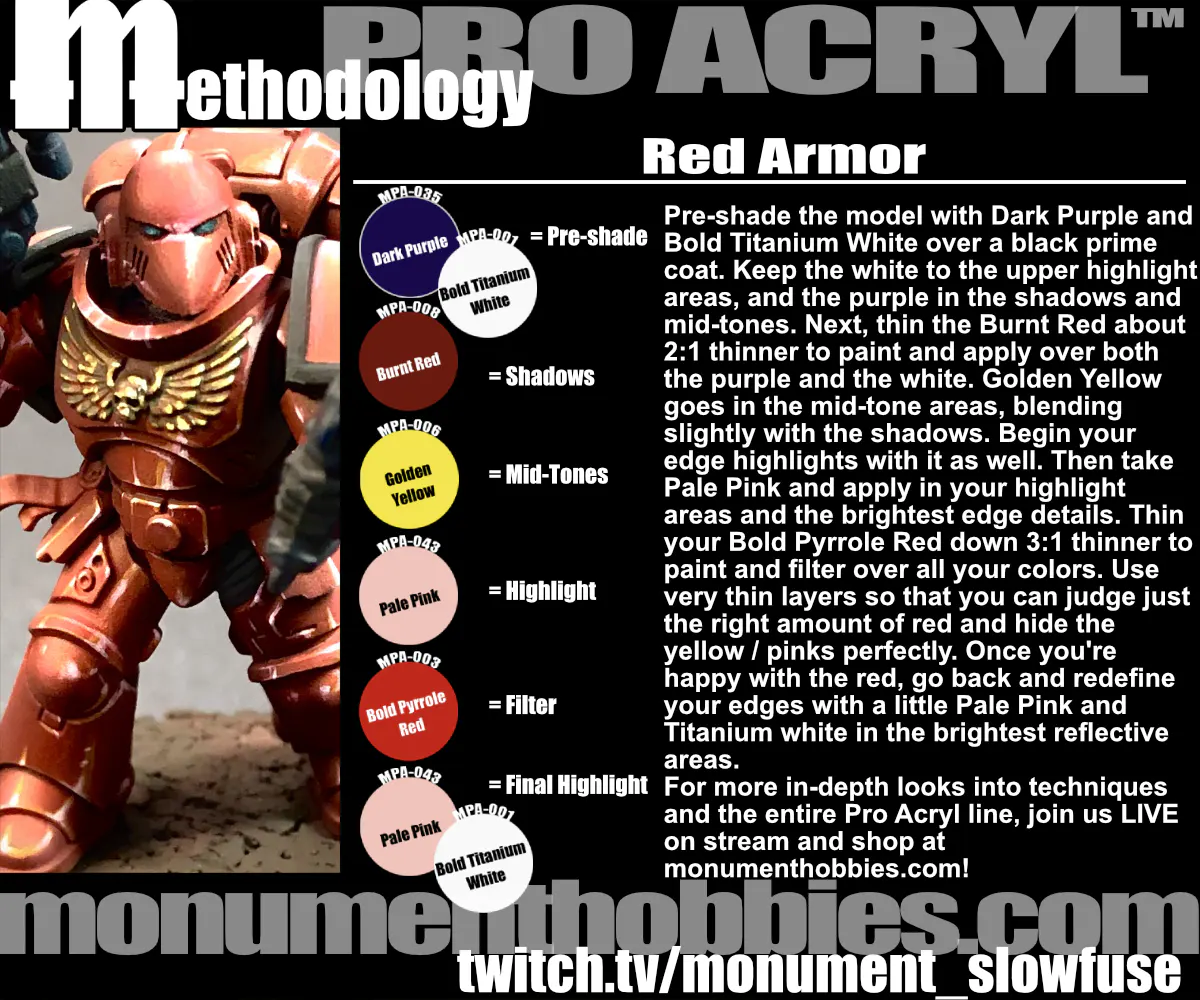 PRO ACRYL™
Methodology
Red Armor
MPA-035
Dark Purple
MPA-001
Bold Titanium
White
= Pre-shade
MPA-008
Burnt Red
= Shadows
MPA-006
Golden
Yellow
= Mid-Tones
MPA-043
Pale Pink
= Highlight
MPA-003
Bold Pyrrole
Red
= Filter
MPA-043
Pale Pink
MPA-001
Bold Titanium
White
= Final Highlight
Pre-shade the model with Dark Purple and
Bold Titanium White over a black prime
coat. Keep the white to the upper highlight
areas, and the purple in the shadows and
mid-tones. Next, thin the Burnt Red about
2:1 thinner to paint and apply over both
the purple and the white. Golden Yellow
goes in the mid-tone areas, blending
slightly with the shadows. Begin your
edge highlights with it as well. Then take
Pale Pink and apply in your highlight
areas and the brightest edge details. Thin
your Bold Pyrrole Red down 3:1 thinner to
paint and filter over all your colors. Use
very thin layers so that you can judge just
the right amount of red and hide the
yellow / pinks perfectly. Once you're
happy with the red, go back and redefine
your edges with a little Pale Pink and
Titanium white in the brightest reflective
areas.
For more in-depth looks into techniques
and the entire Pro Acryl line, join us LIVE
on stream and shop at
monumenthobbies.com!
monumenthobbies.com
twitch.tv/monument_slowfuse